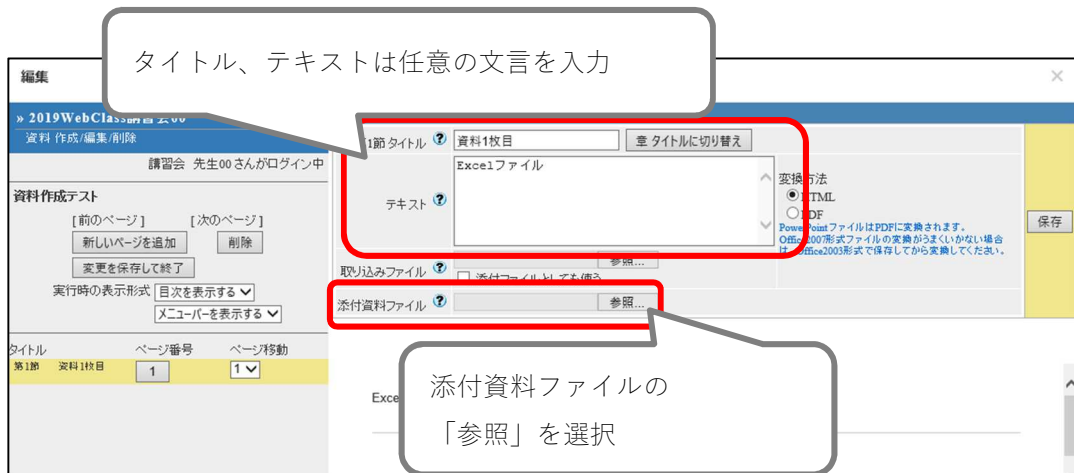 タイトル、テキストは任意の文言を入力
編集
» 2019WebClass講習会00
資料 作成/編集/削除
講習会 先生00さんがログイン中
資料作成テスト
[前のページ] [次のページ]
新しいページを追加 削除
変更を保存して終了
実行時の表示形式 目次を表示する
メニューバーを表示する
タイトル ページ番号 ページ移動
第1節 資料1枚目 1 1
1節 タイトル 資料1枚目 章 タイトルに切り替え
テキスト Excelファイル
変換方法
HTML
PDF
PowerPointファイルはPDFに変換されます。
Office2007形式ファイルの変換がうまくいかない場合
は、Office2003形式で保存してから変換してください。
保存
取り込みファイル 参照...
添付ファイルとしても使う
添付資料ファイル 参照...
添付資料ファイルの
「参照」を選択
Exce